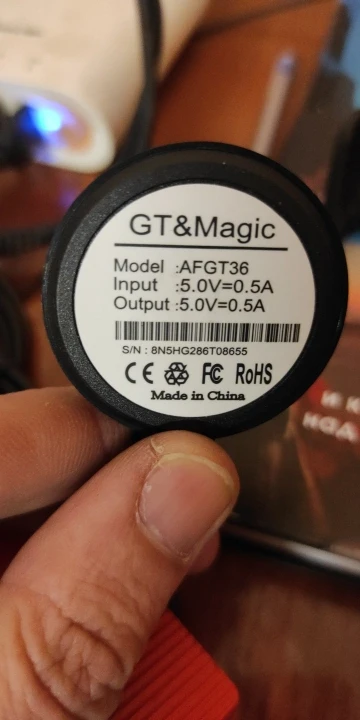 GT&Magic
Model :AFGT36
Input :5.0V=0.5A
Output :5.0V=0.5A
S/N : 8N5HG286T08655
CE FC RoHS
Made in China
и к
над